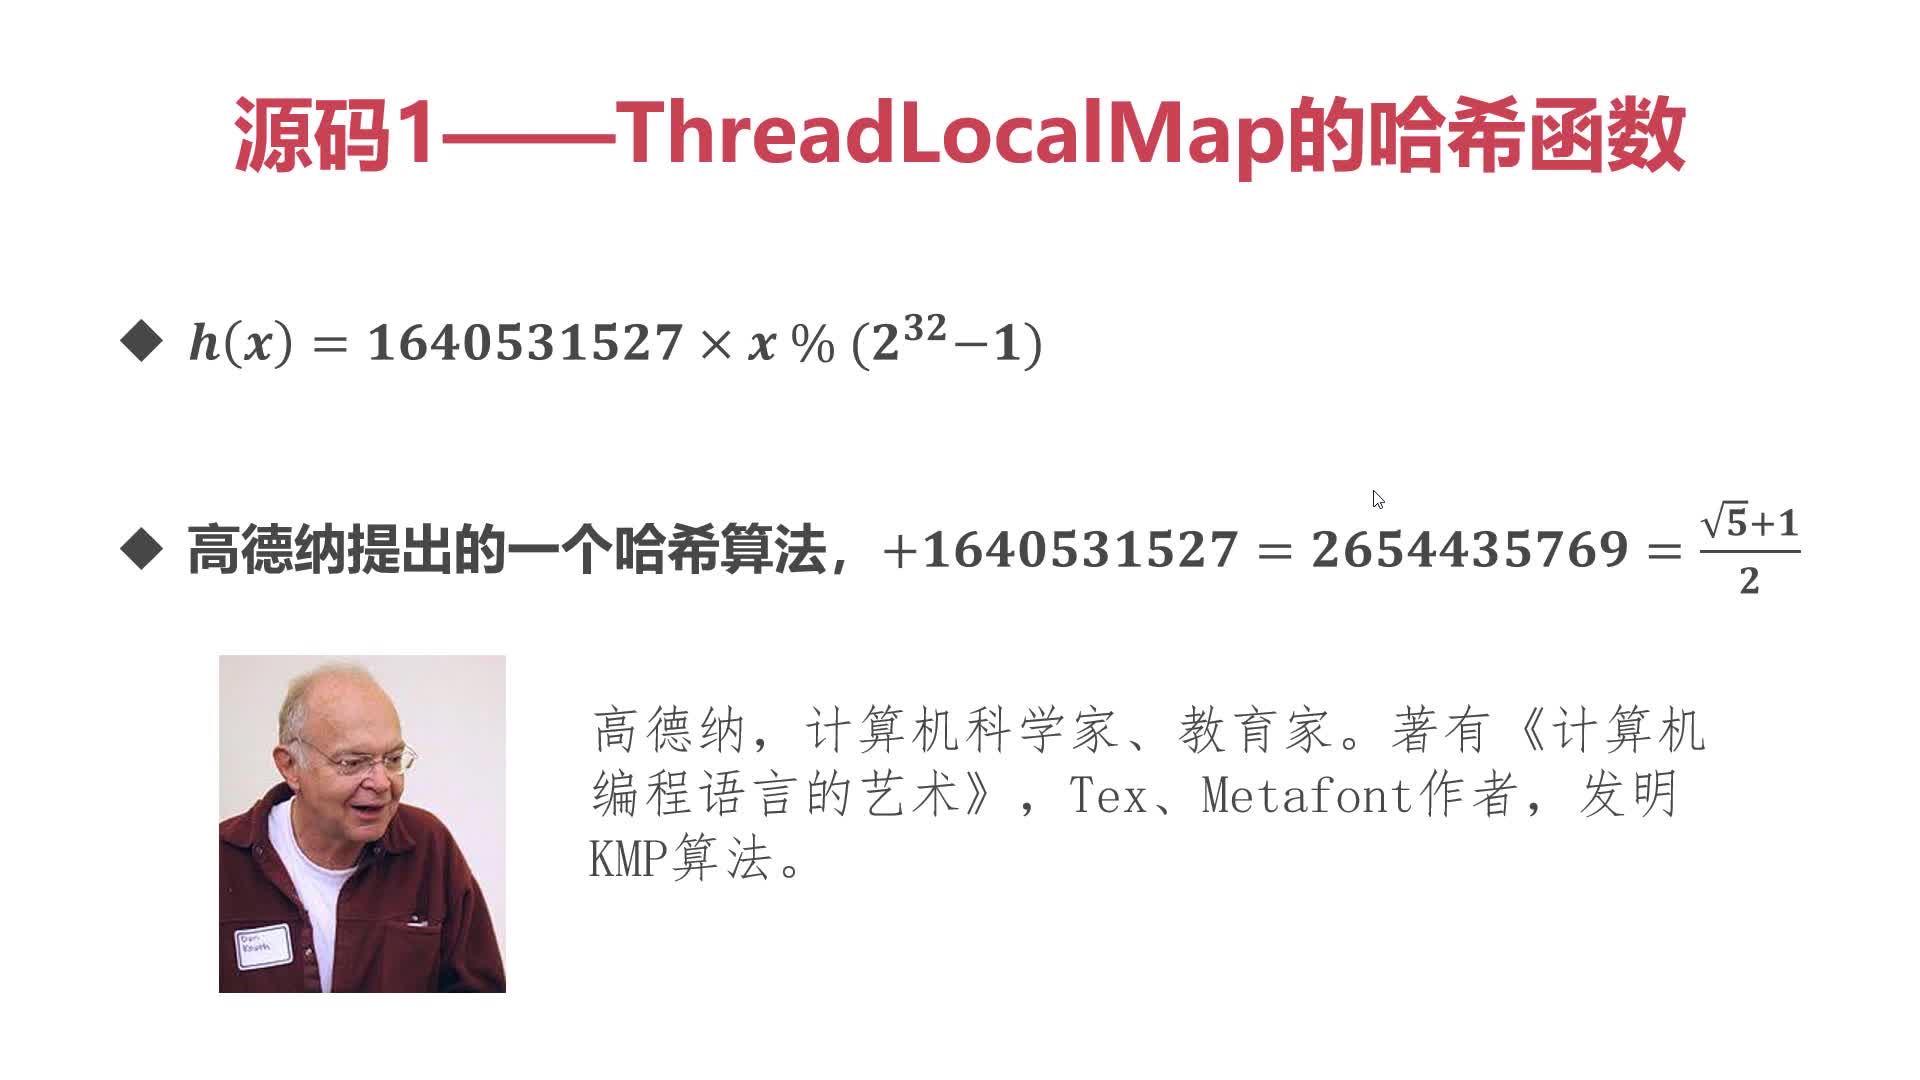 源码1——ThreadLocalMap的哈希函数
◆ h(x) = 1640531527 × x % (2^32−1)
◆ 高德纳提出的一个哈希算法，+1640531527 = 2654435769 = (√5+1)/2
高德纳，计算机科学家、教育家。著有《计算机
编程语言的艺术》，Tex、Metafont作者，发明
KMP算法。
Don
Knuth